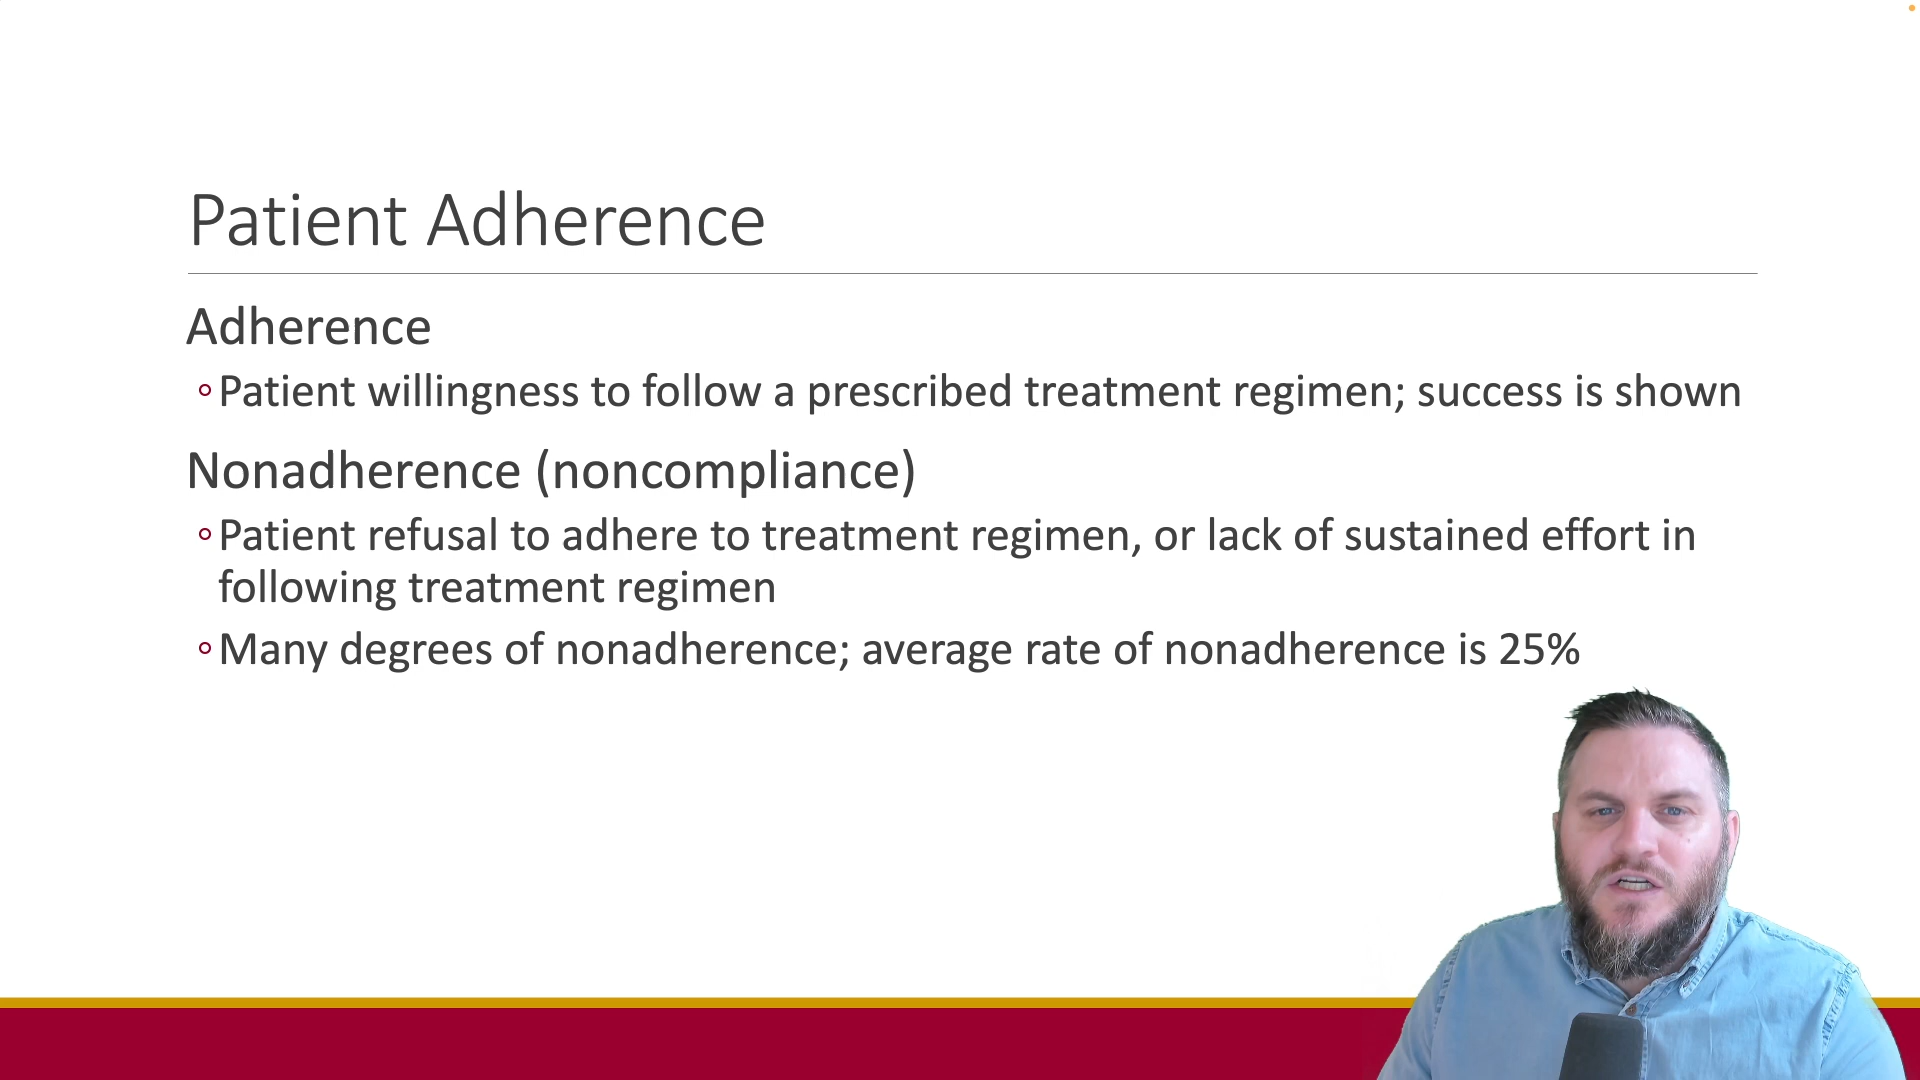 Patient Adherence
Adherence
◦Patient willingness to follow a prescribed treatment regimen; success is shown
Nonadherence (noncompliance)
◦Patient refusal to adhere to treatment regimen, or lack of sustained effort in
following treatment regimen
◦Many degrees of nonadherence; average rate of nonadherence is 25%